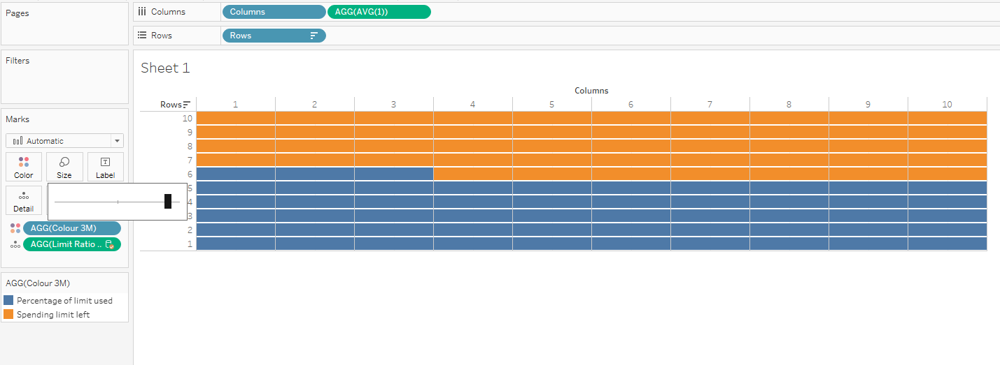 Pages
Columns
Columns
AGG(AVG(1))
Rows
Rows
Filters
Sheet 1
Marks
Automatic
Color
Size
Label
Detail
AGG(Colour 3M)
AGG(Limit Ratio ..
AGG(Colour 3M)
Percentage of limit used
Spending limit left
Columns
Rows
1 2 3 4 5 6 7 8 9 10
10
9
8
7
6
5
4
3
2
1